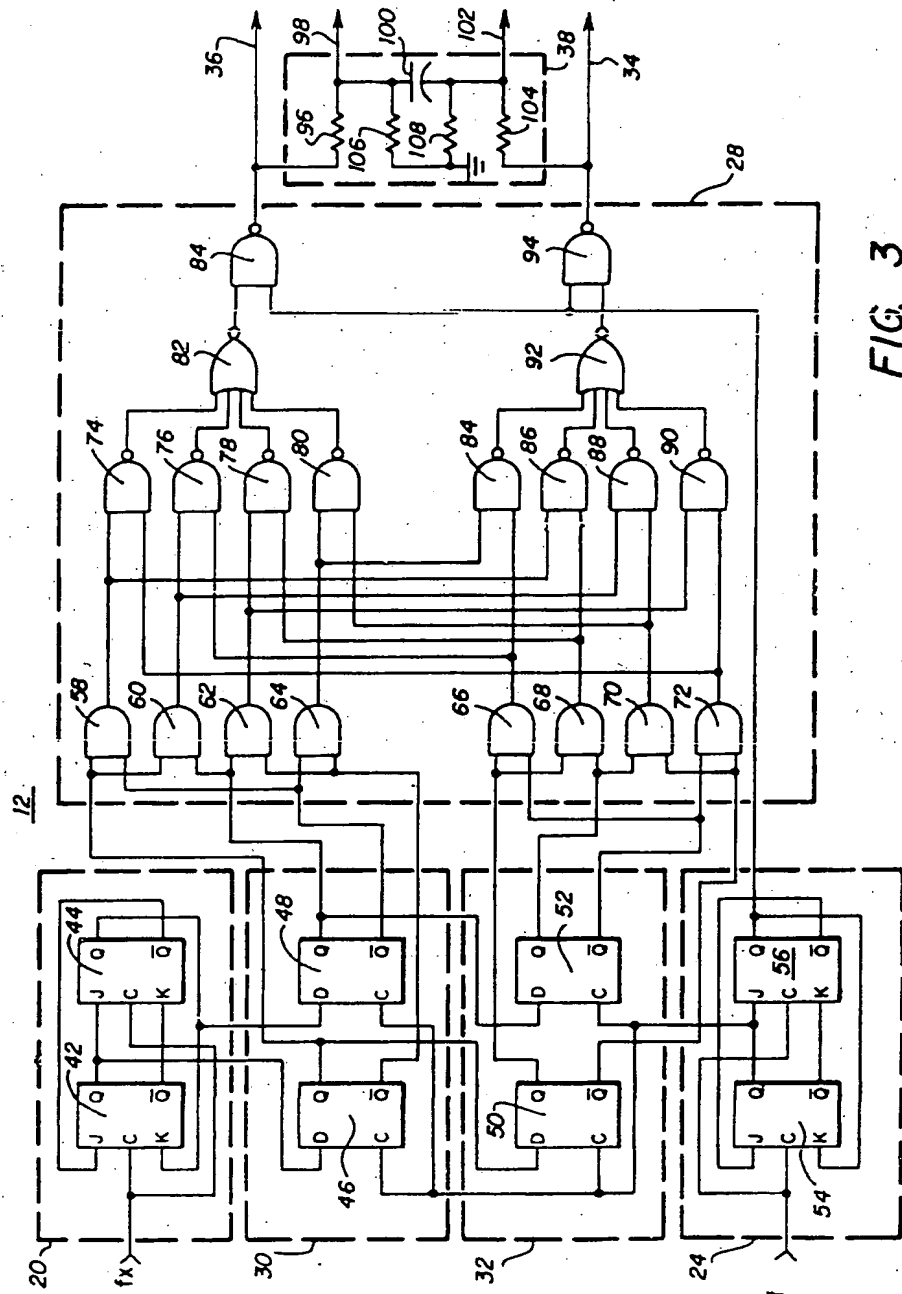 12
36
34
98
100
102
38
96
106
108
104
28
84
94
82
92
74
76
78
80
84
86
88
90
58
60
62
64
66
68
70
72
20
fx
42
J
C
K
Q
Q̅
44
J
C
K
Q
Q̅
30
46
D
C
Q
Q̅
48
D
C
Q
Q̅
32
50
D
C
Q
Q̅
52
D
C
Q
Q̅
24
54
J
C
K
Q
Q̅
56
J
C
K
Q
Q̅
FIG. 3